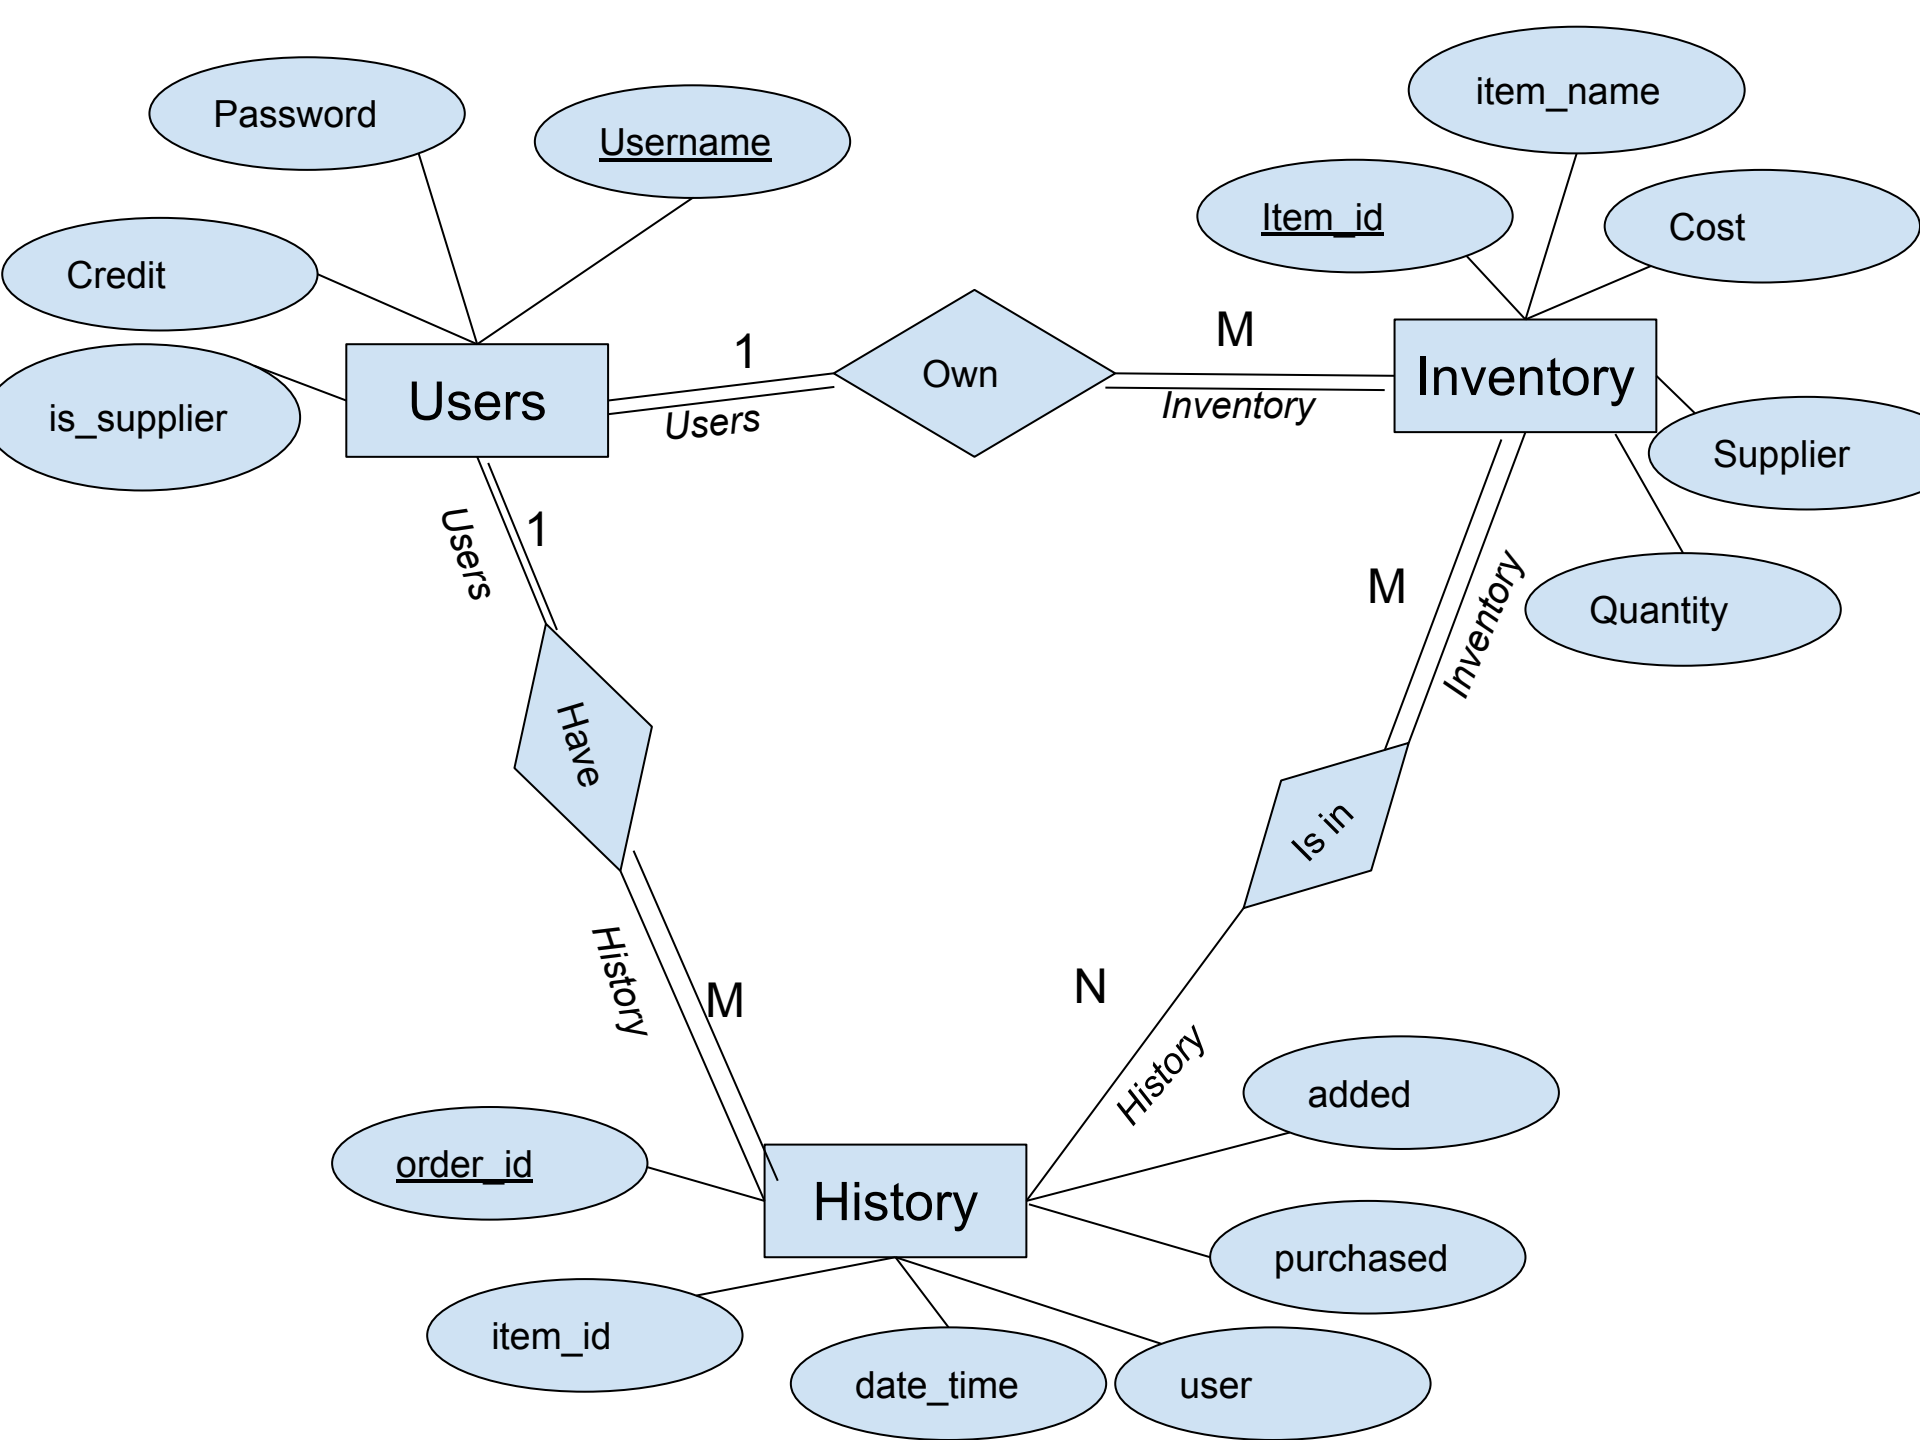 item_name
Password
Username
Item_id
Cost
Credit
1
M
Own
Users
Inventory
is_supplier
Users
Inventory
Supplier
Users
1
M
Inventory
Quantity
Have
Is in
History
M
N
History
added
order_id
History
purchased
item_id
date_time
user